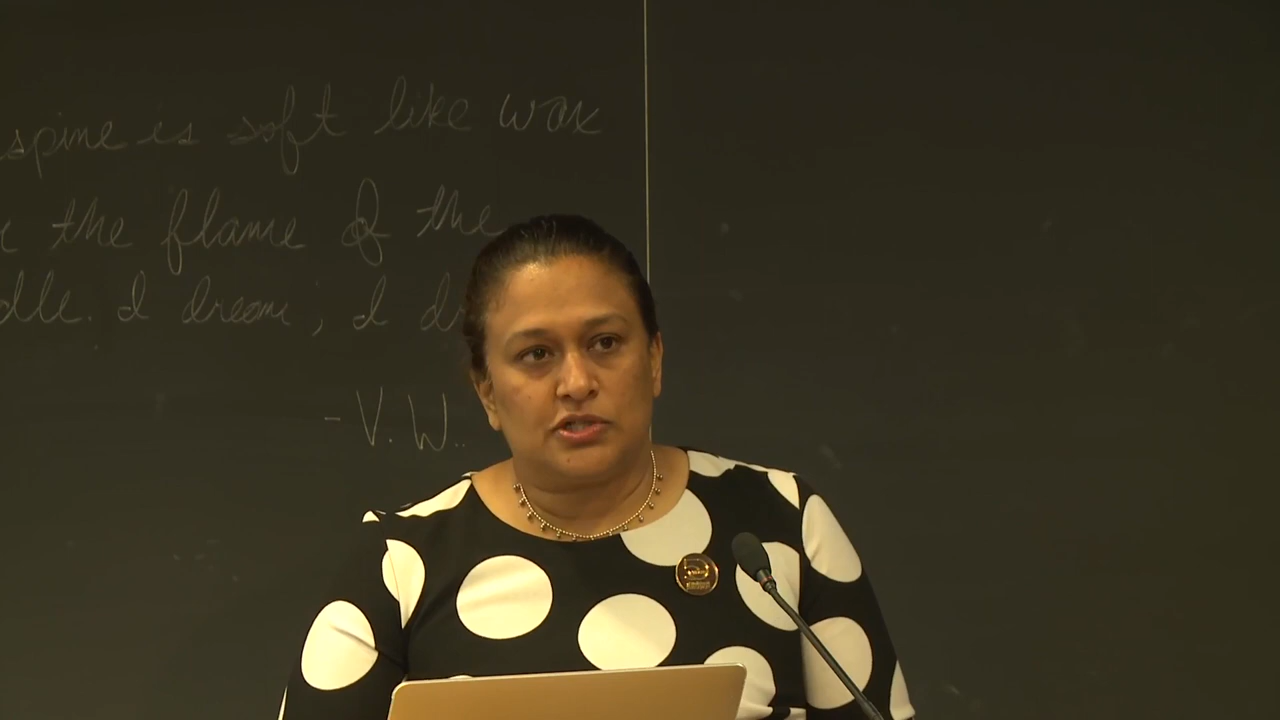 spine is soft like wax
the flame of the
dle. I dream; I
-V.W..